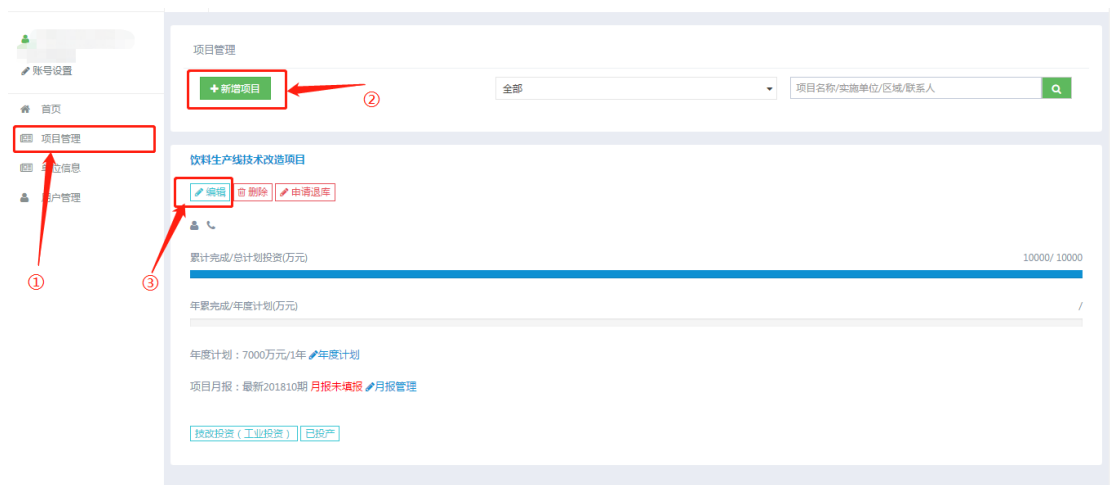 账号设置
首页
项目管理
单位信息
户管理
①
项目管理
+新增项目
②
全部
项目名称/实施单位/区域/联系人
饮料生产线技术改造项目
编辑 删除 申请退库
③
累计完成/总计划投资(万元) 10000/ 10000
年累完成/年度计划(万元) /
年度计划：7000万元/1年 年度计划
项目月报：最新201810期 月报未填报 月报管理
技改投资（工业投资） 已投产